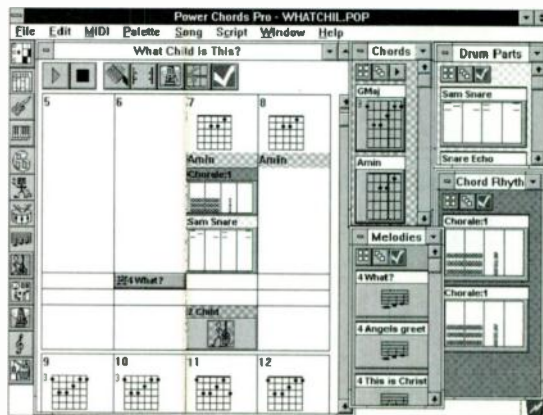 Power Chords Pro - WHATCHIL.POP
File Edit MIDI Palette Song Script Window Help
What Child is This?
5 6 7 8
Amin Amin
Chorale:1
Sam Snare
4 What?
2 Child
9 10 11 12
3
Chords
GMaj
3
Amin
Melodies
4 What?
4 Angels greet
4 This is Christ
Drum Parts
Sam Snare
Snare Echo
Chord Rhyth
Chorale:1
Chorale:1